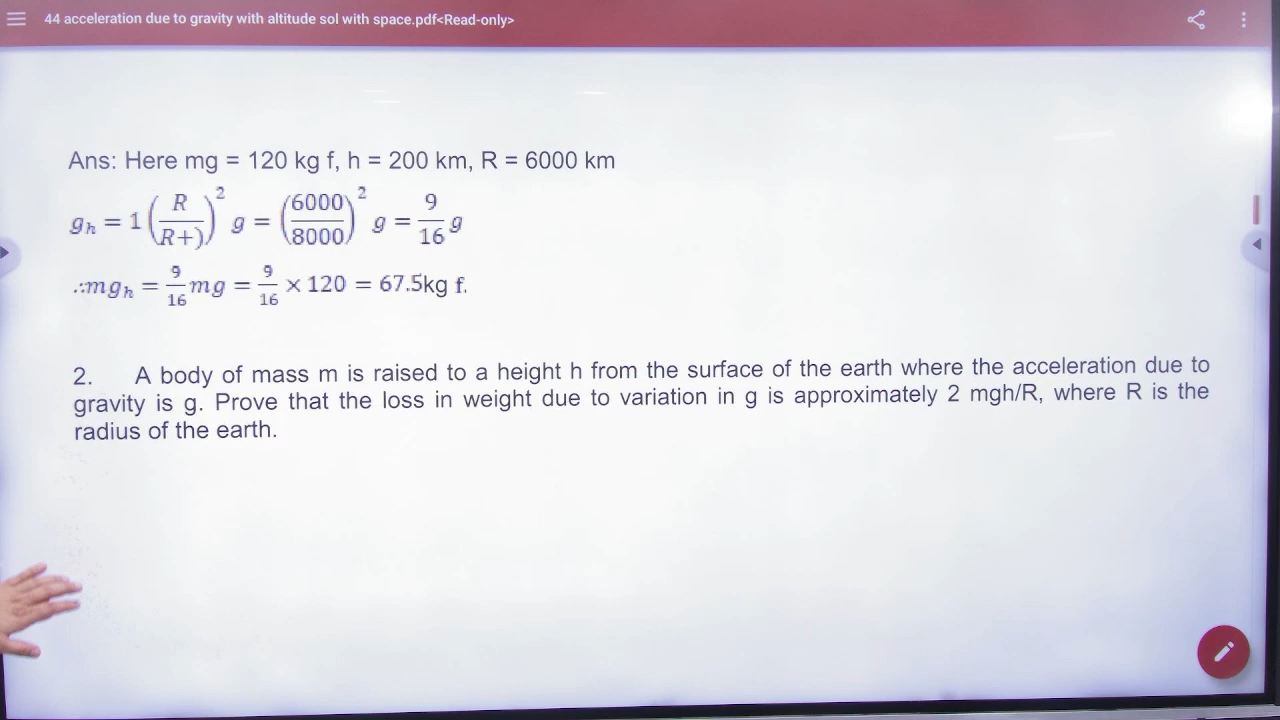 44 acceleration due to gravity with altitude sol with space.pdf<Read-only>
Ans: Here mg = 120 kg f, h = 200 km, R = 6000 km
g_h = 1 (R/R+))² g = (6000/8000)² g = 9/16 g
∴mg_h = 9/16 mg = 9/16 × 120 = 67.5kg f.
2. A body of mass m is raised to a height h from the surface of the earth where the acceleration due to
gravity is g. Prove that the loss in weight due to variation in g is approximately 2 mgh/R, where R is the
radius of the earth.